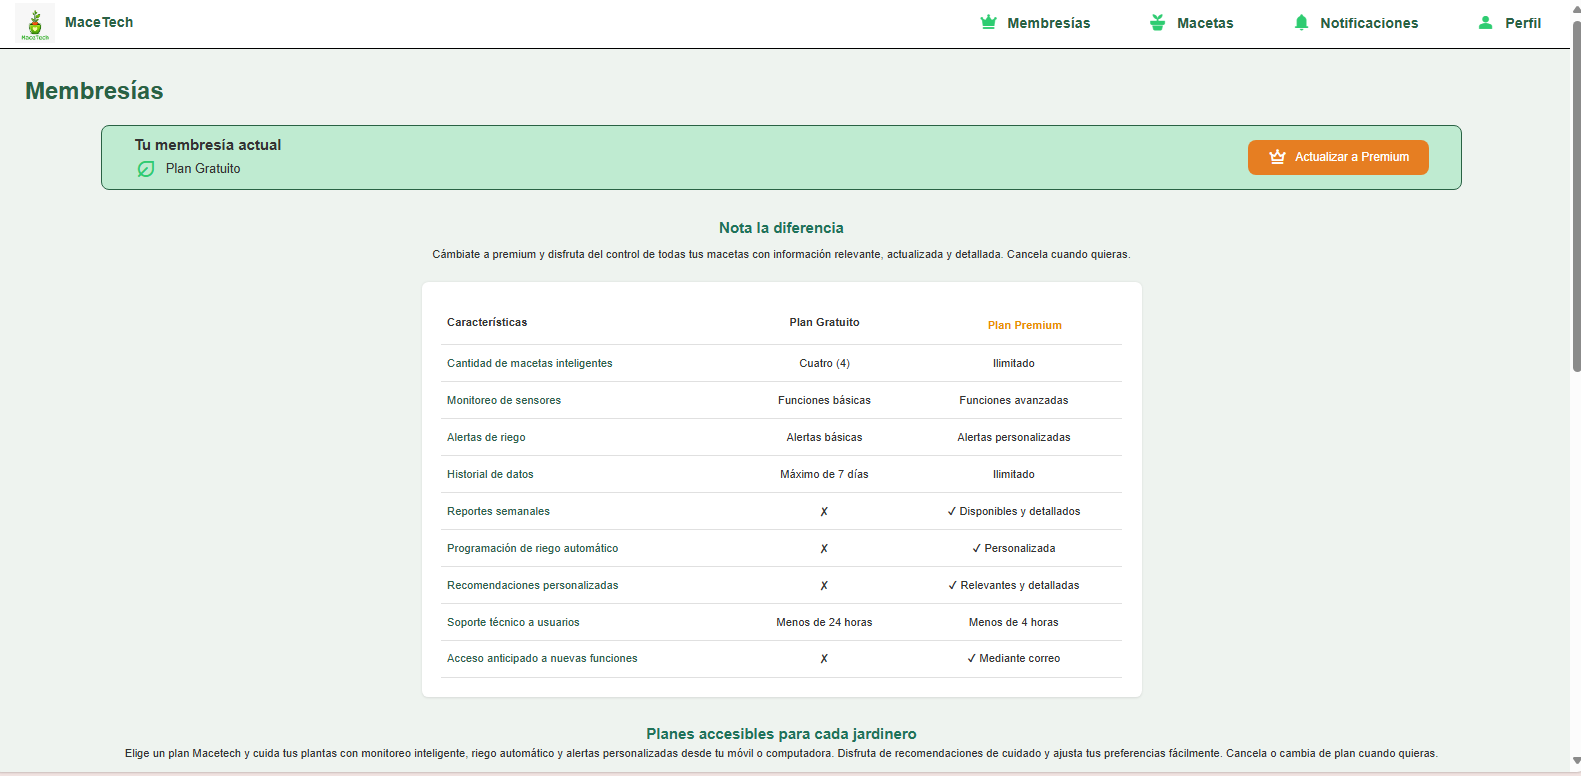 MaceTech
MaceTech
Membresías
Macetas
Notificaciones
Perfil
Membresías
Tu membresía actual
Plan Gratuito
Actualizar a Premium
Nota la diferencia
Cámbiate a premium y disfruta del control de todas tus macetas con información relevante, actualizada y detallada. Cancela cuando quieras.
Características Plan Gratuito Plan Premium
Cantidad de macetas inteligentes Cuatro (4) Ilimitado
Monitoreo de sensores Funciones básicas Funciones avanzadas
Alertas de riego Alertas básicas Alertas personalizadas
Historial de datos Máximo de 7 días Ilimitado
Reportes semanales ✗ ✓ Disponibles y detallados
Programación de riego automático ✗ ✓ Personalizada
Recomendaciones personalizadas ✗ ✓ Relevantes y detalladas
Soporte técnico a usuarios Menos de 24 horas Menos de 4 horas
Acceso anticipado a nuevas funciones ✗ ✓ Mediante correo
Planes accesibles para cada jardinero
Elige un plan Macetech y cuida tus plantas con monitoreo inteligente, riego automático y alertas personalizadas desde tu móvil o computadora. Disfruta de recomendaciones de cuidado y ajusta tus preferencias fácilmente. Cancela o cambia de plan cuando quieras.